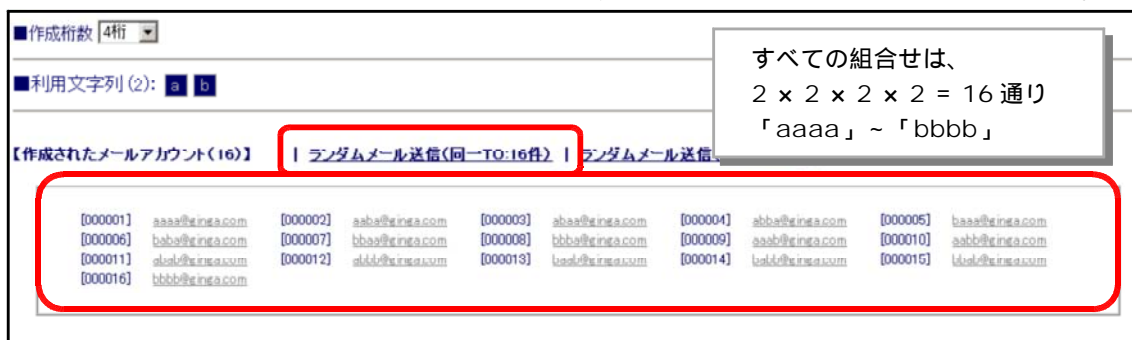 ■作成桁数 4桁
すべての組合せは、
2 × 2 × 2 × 2 = 16 通り
「aaaa」~「bbbb」
■利用文字列(2): a b
【作成されたメールアカウント(16)】 | ランダムメール送信(同一TO:16件) | ランダムメール送信
[000001] aaaa@ginga.com [000002] aaba@ginga.com [000003] abaa@ginga.com [000004] abba@ginga.com [000005] baaa@ginga.com
[000006] baba@ginga.com [000007] bbaa@ginga.com [000008] bbba@ginga.com [000009] aaab@ginga.com [000010] aabb@ginga.com
[000011] abab@ginga.com [000012] abbb@ginga.com [000013] baab@ginga.com [000014] babb@ginga.com [000015] bbab@ginga.com
[000016] bbbb@ginga.com